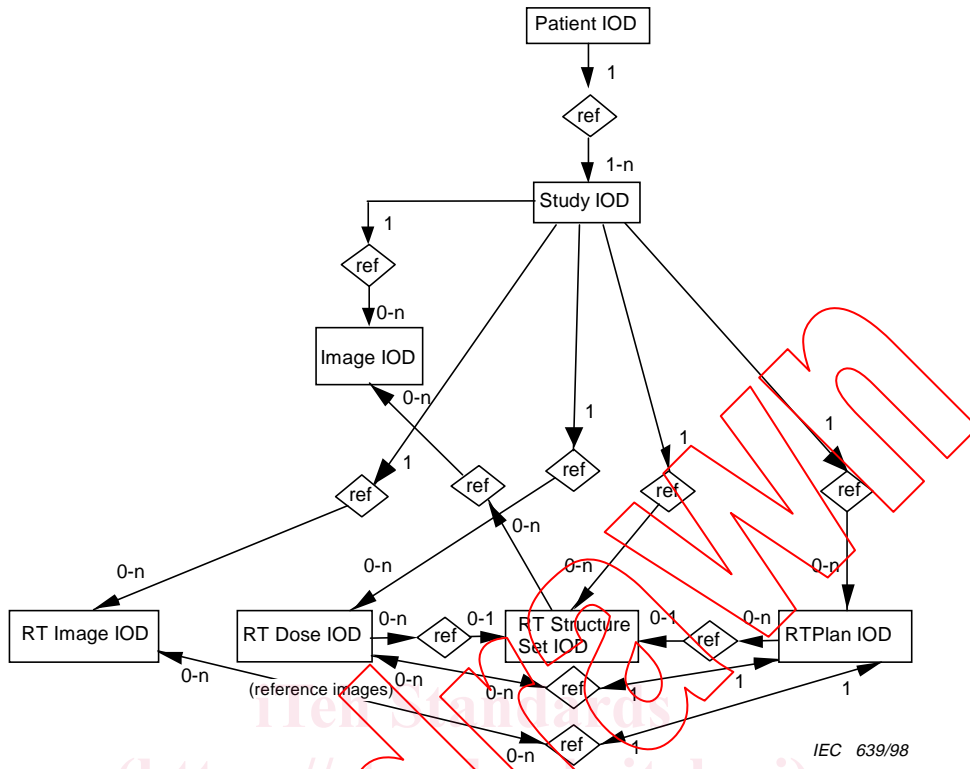 Patient IOD
1
ref
1-n
Study IOD
1
ref
0-n
Image IOD
0-n
1
1
1
1
ref
ref
ref
ref
ref
0-n
0-n
0-n
0-n
0-n
RT Image IOD
RT Dose IOD
0-n
ref
0-1
RT Structure
Set IOD
0-1
ref
0-n
RTPlan IOD
0-n
(reference images)
0-n
0-n
ref
1
1
1
0-n
ref
1
IEC 639/98
iTeh Standards